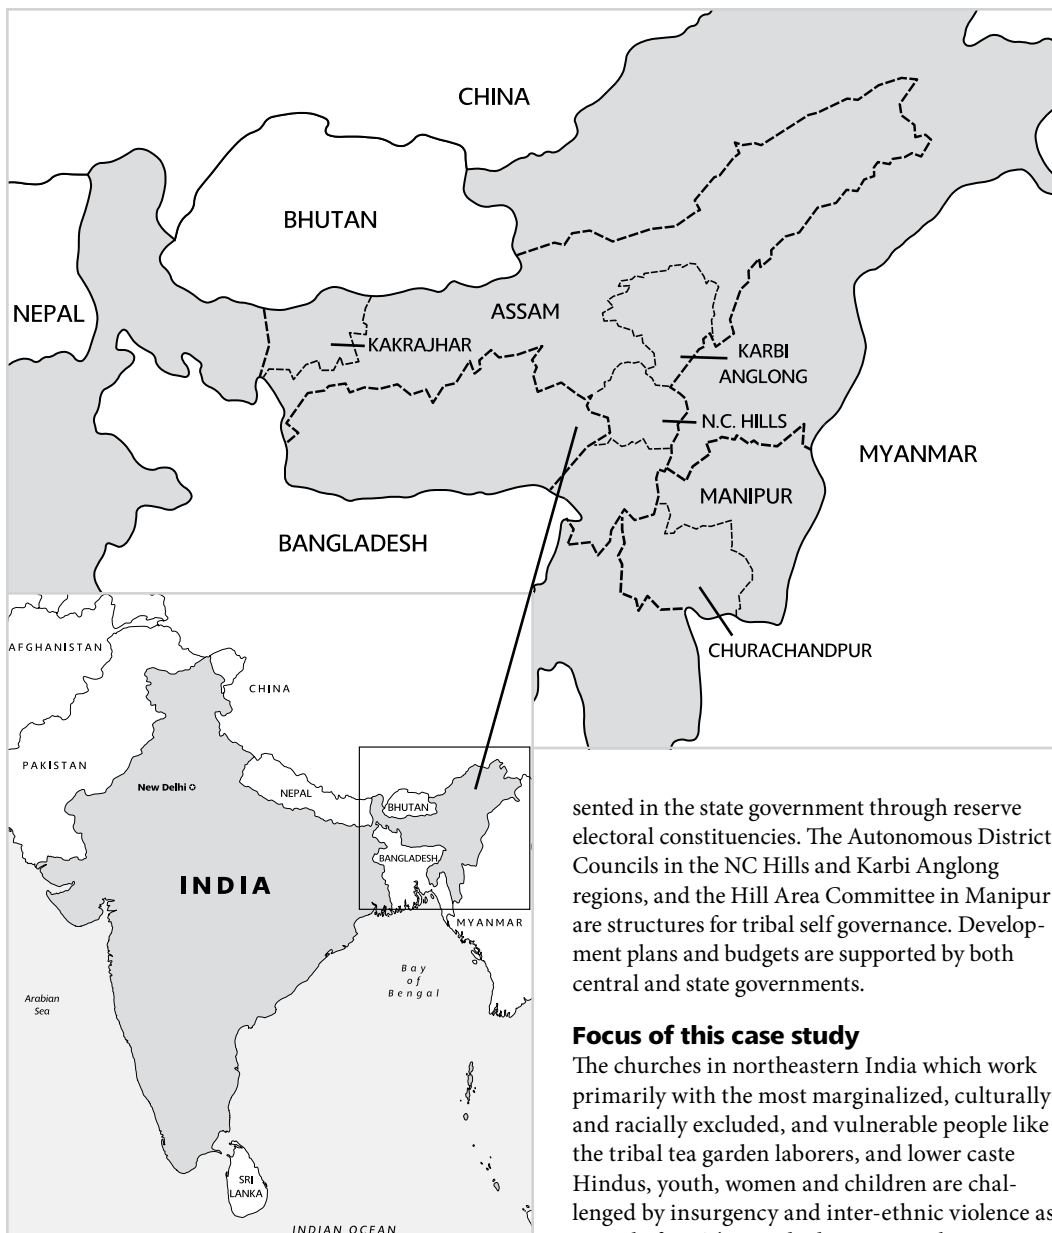 CHINA
BHUTAN
NEPAL
ASSAM
KAKRAJHAR
KARBI
ANGLONG
N.C. HILLS
MYANMAR
MANIPUR
BANGLADESH
CHURACHANDPUR
AFGHANISTAN
CHINA
PAKISTAN
New Delhi
NEPAL
BHUTAN
BANGLADESH
INDIA
MYANMAR
Bay
of
Bengal
Arabian
Sea
SRI
LANKA
INDIAN OCEAN
sented in the state government through reserve
electoral constituencies. The Autonomous District
Councils in the NC Hills and Karbi Anglong
regions, and the Hill Area Committee in Manipur
are structures for tribal self governance. Develop-
ment plans and budgets are supported by both
central and state governments.
Focus of this case study
The churches in northeastern India which work
primarily with the most marginalized, culturally
and racially excluded, and vulnerable people like
the tribal tea garden laborers, and lower caste
Hindus, youth, women and children are chal-
lenged by insurgency and inter-ethnic violence as